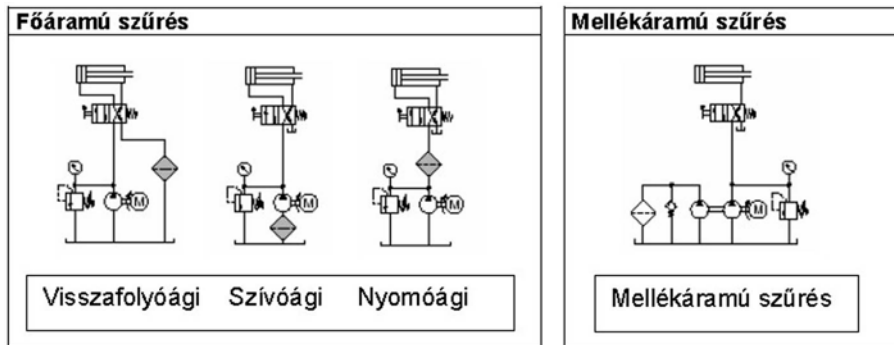 Főáramú szűrés
Visszafolyóági Szívóági Nyomóági
M
M
M
Mellékáramú szűrés
M
Mellékáramú szűrés